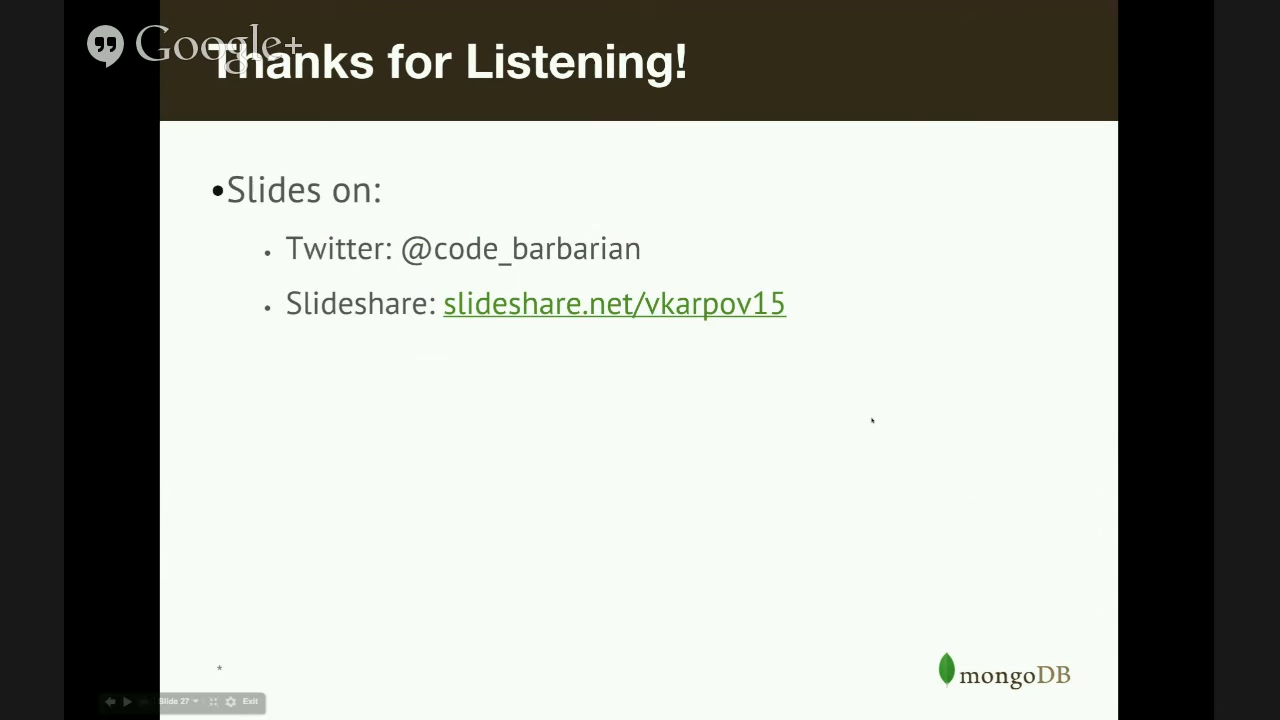 Google+
Thanks for Listening!
•Slides on:
• Twitter: @code_barbarian
• Slideshare: slideshare.net/vkarpov15
*
mongoDB
Slide 27
Exit